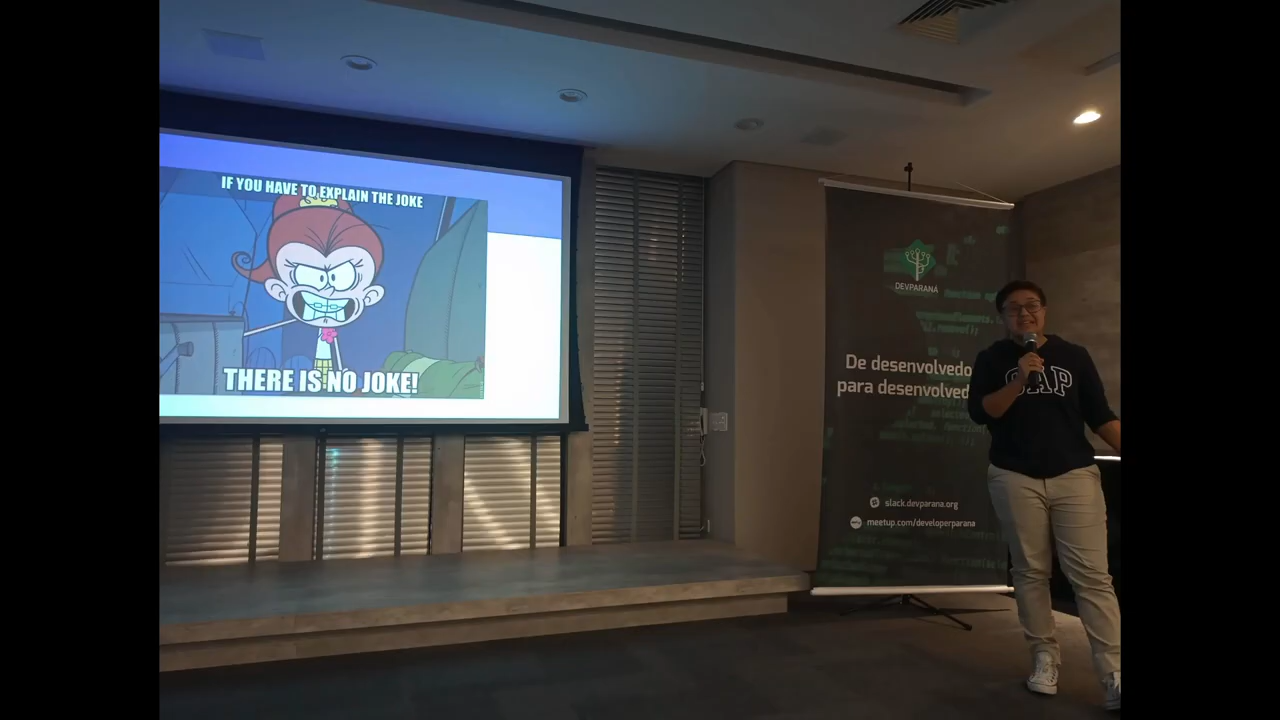 IF YOU HAVE TO EXPLAIN THE JOKE
THERE IS NO JOKE!
DEVPARANÁ
De desenvolvedo
para desenvolved
slack.devparana.org
meetup.com/developerparana
GAP